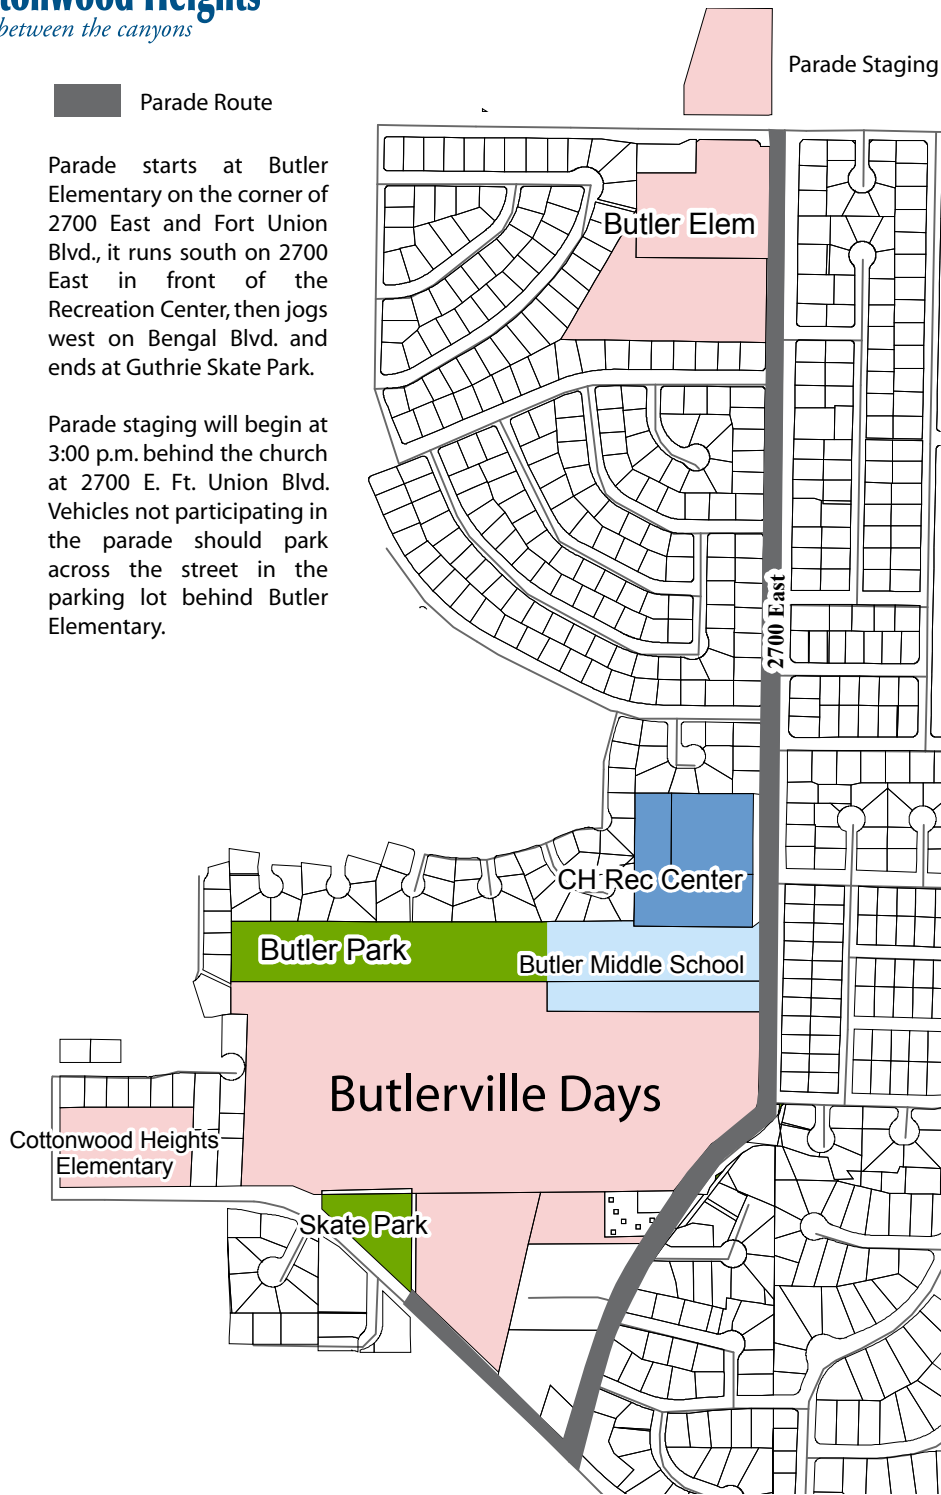 tonwood Heights
between the canyons
Parade Staging
Parade Route
Parade starts at Butler
Elementary on the corner of
2700 East and Fort Union
Blvd., it runs south on 2700
East in front of the
Recreation Center, then jogs
west on Bengal Blvd. and
ends at Guthrie Skate Park.
Parade staging will begin at
3:00 p.m. behind the church
at 2700 E. Ft. Union Blvd.
Vehicles not participating in
the parade should park
across the street in the
parking lot behind Butler
Elementary.
Butler Elem
2700 East
CH Rec Center
Butler Park
Butler Middle School
Butlerville Days
Cottonwood Heights
Elementary
Skate Park